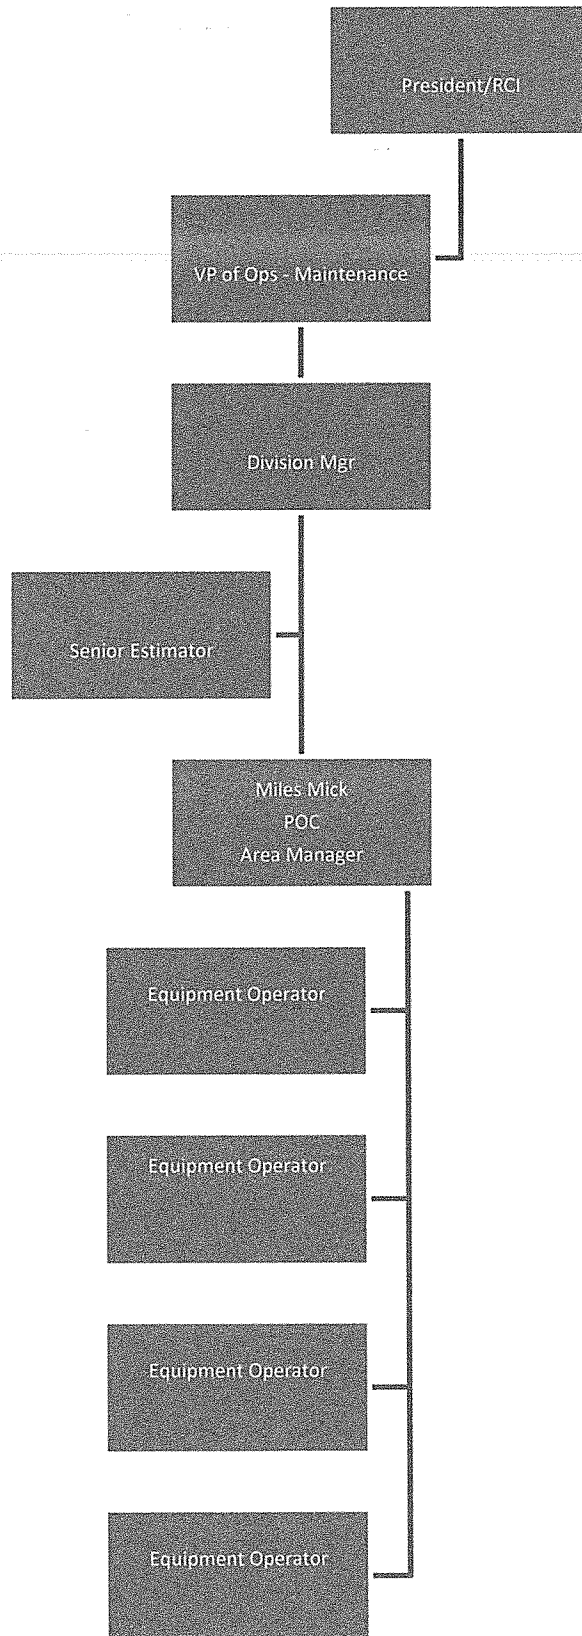 President/RCI
VP of Ops - Maintenance
Division Mgr
Senior Estimator
Miles Mick
POC
Area Manager
Equipment Operator
Equipment Operator
Equipment Operator
Equipment Operator